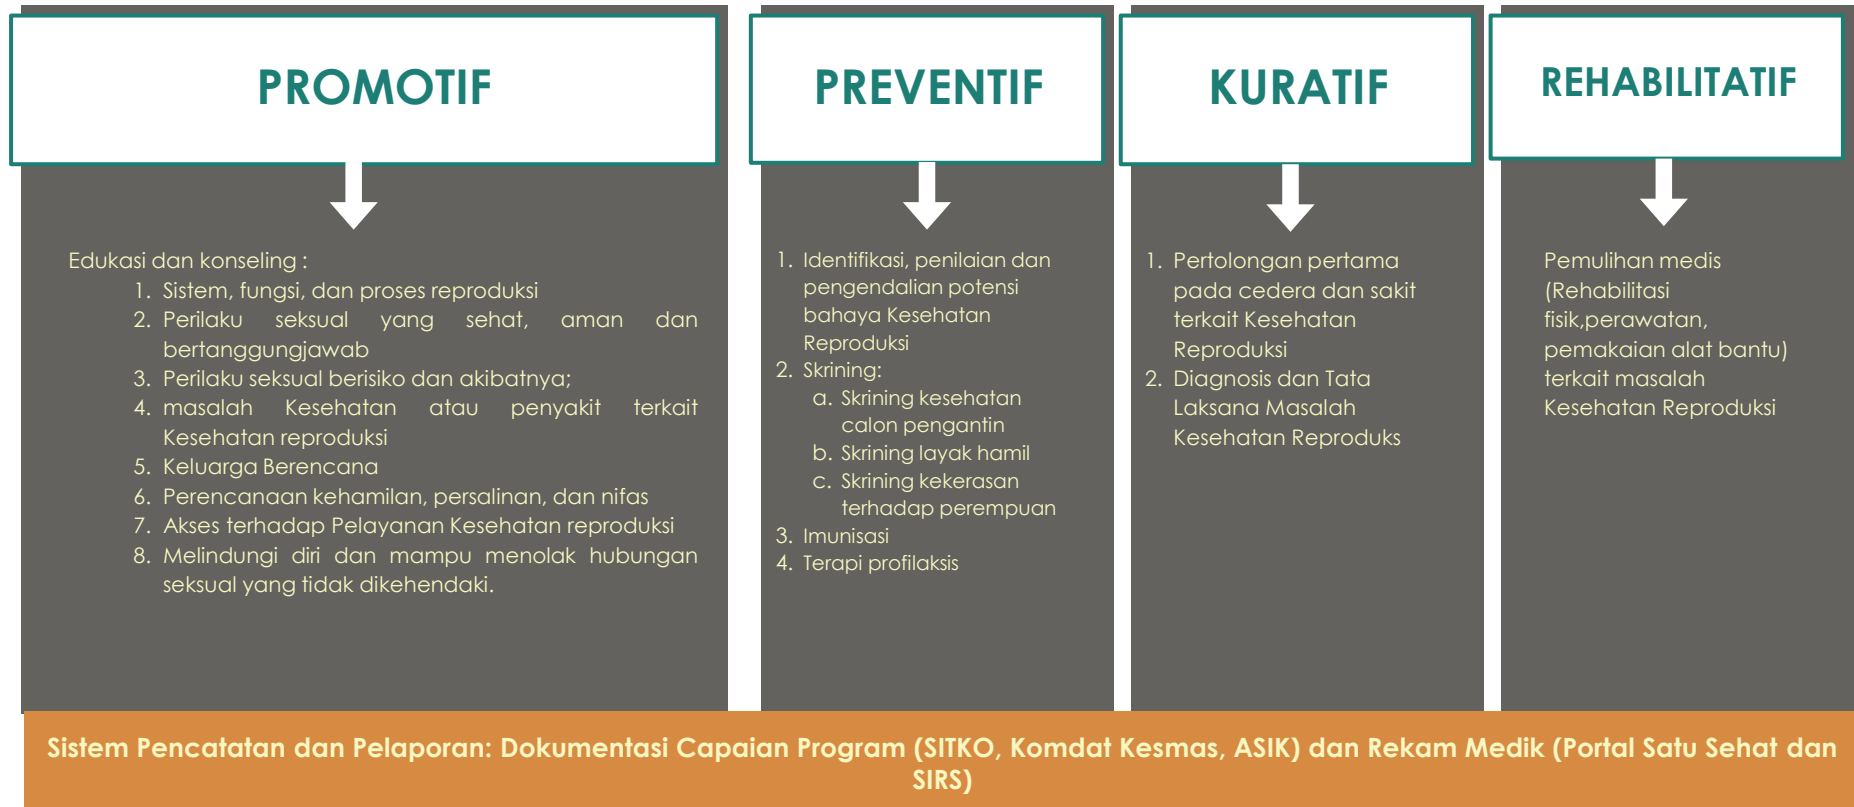 PROMOTIF
Edukasi dan konseling :
1. Sistem, fungsi, dan proses reproduksi
2. Perilaku seksual yang sehat, aman dan
bertanggungjawab
3. Perilaku seksual berisiko dan akibatnya;
4. masalah Kesehatan atau penyakit terkait
Kesehatan reproduksi
5. Keluarga Berencana
6. Perencanaan kehamilan, persalinan, dan nifas
7. Akses terhadap Pelayanan Kesehatan reproduksi
8. Melindungi diri dan mampu menolak hubungan
seksual yang tidak dikehendaki.
PREVENTIF
1. Identifikasi, penilaian dan
pengendalian potensi
bahaya Kesehatan
Reproduksi
2. Skrining:
a. Skrining kesehatan
calon pengantin
b. Skrining layak hamil
c. Skrining kekerasan
terhadap perempuan
3. Imunisasi
4. Terapi profilaksis
KURATIF
1. Pertolongan pertama
pada cedera dan sakit
terkait Kesehatan
Reproduksi
2. Diagnosis dan Tata
Laksana Masalah
Kesehatan Reproduks
REHABILITATIF
Pemulihan medis
(Rehabilitasi
fisik,perawatan,
pemakaian alat bantu)
terkait masalah
Kesehatan Reproduksi
Sistem Pencatatan dan Pelaporan: Dokumentasi Capaian Program (SITKO, Komdat Kesmas, ASIK) dan Rekam Medik (Portal Satu Sehat dan
SIRS)